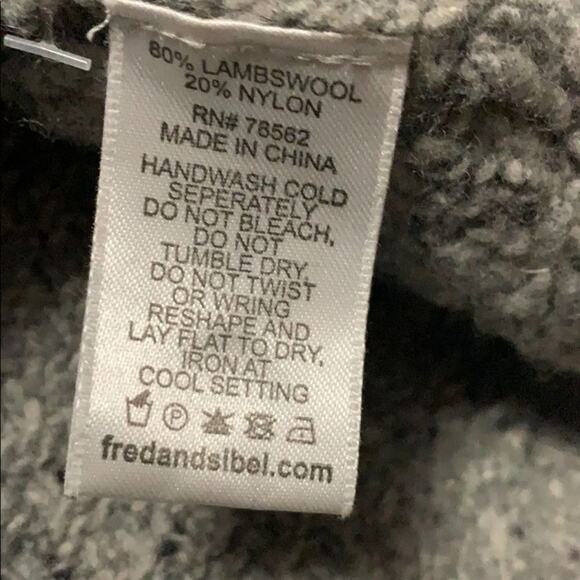 80% LAMBSWOOL
20% NYLON
RN# 78562
MADE IN CHINA
HANDWASH COLD
SEPERATELY
DO NOT BLEACH,
DO NOT
TUMBLE DRY,
DO NOT TWIST
OR WRING
RESHAPE AND
LAY FLAT TO DRY,
IRON AT
COOL SETTING
P
fredandsibel.com